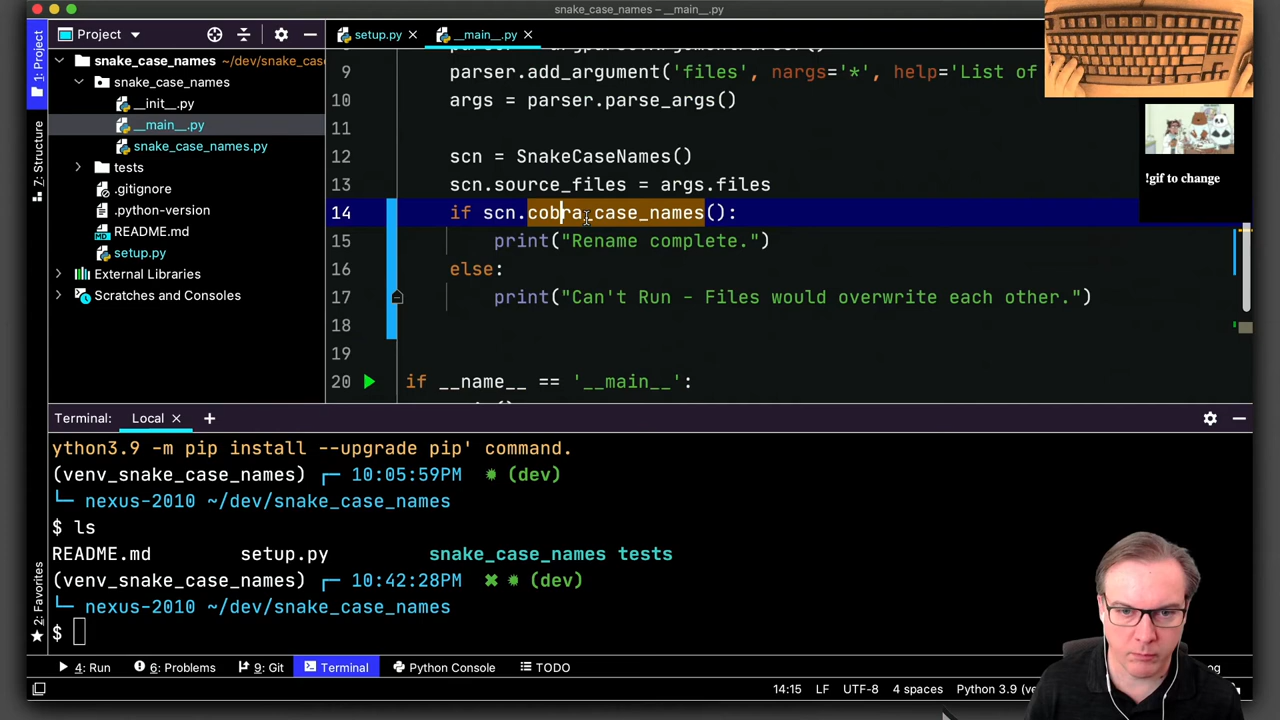 snake_case_names – __main__.py
Project
setup.py
__main__.py
1: Project
7: Structure
2: Favorites
snake_case_names ~/dev/snake_cas
snake_case_names
__init__.py
__main__.py
snake_case_names.py
tests
.gitignore
.python-version
README.md
setup.py
External Libraries
Scratches and Consoles
9 parser.add_argument('files', nargs='*', help='List of
10 args = parser.parse_args()
11
12 scn = SnakeCaseNames()
13 scn.source_files = args.files
14 if scn.cobra_case_names():
15 print("Rename complete.")
16 else:
17 print("Can't Run - Files would overwrite each other.")
18
19
20 if __name__ == '__main__':
!gif to change
Terminal: Local
ython3.9 -m pip install --upgrade pip' command.
(venv_snake_case_names) 10:05:59PM (dev)
nexus-2010 ~/dev/snake_case_names
$ ls
README.md setup.py snake_case_names tests
(venv_snake_case_names) 10:42:28PM (dev)
nexus-2010 ~/dev/snake_case_names
$
4: Run 6: Problems 9: Git Terminal Python Console TODO
14:15 LF UTF-8 4 spaces Python 3.9